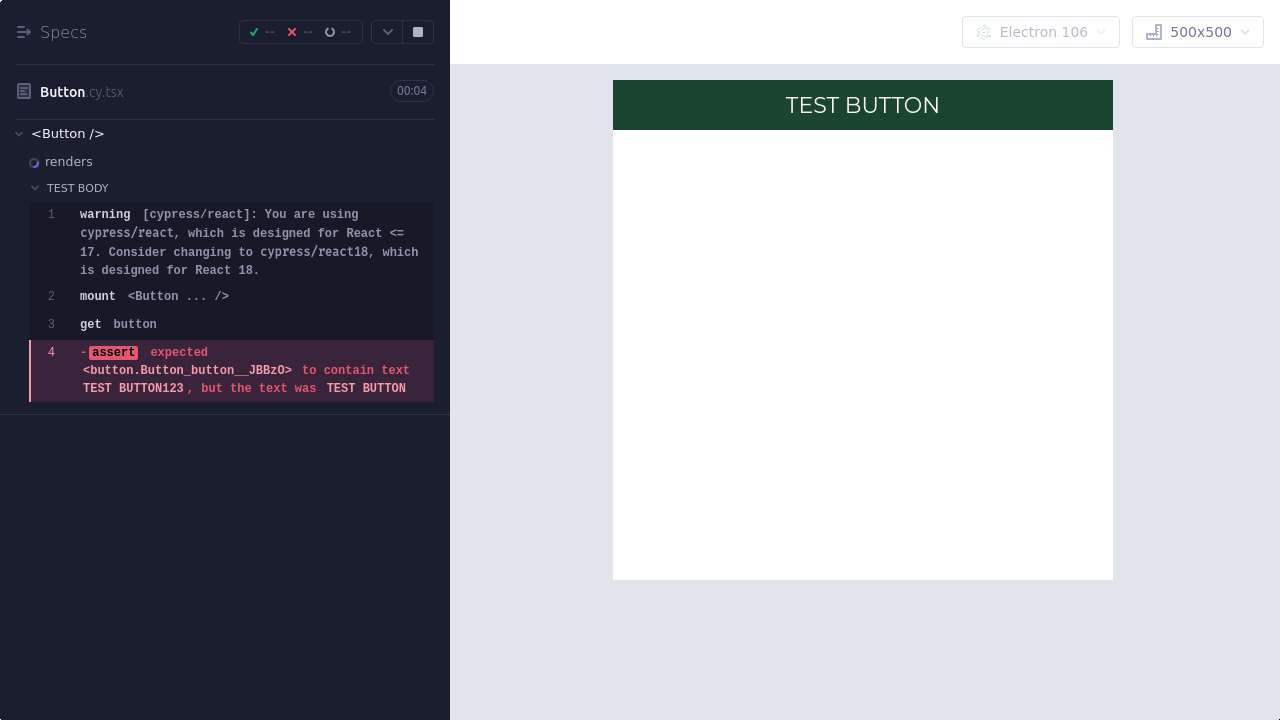 Specs
-- -- --
Button.cy.tsx
00:04
<Button />
renders
TEST BODY
1 warning [cypress/react]: You are using
cypress/react, which is designed for React <=
17. Consider changing to cypress/react18, which
is designed for React 18.
2 mount <Button ... />
3 get button
4 -assert expected
<button.Button_button__JBBzO> to contain text
TEST BUTTON123, but the text was TEST BUTTON
Electron 106
500x500
TEST BUTTON